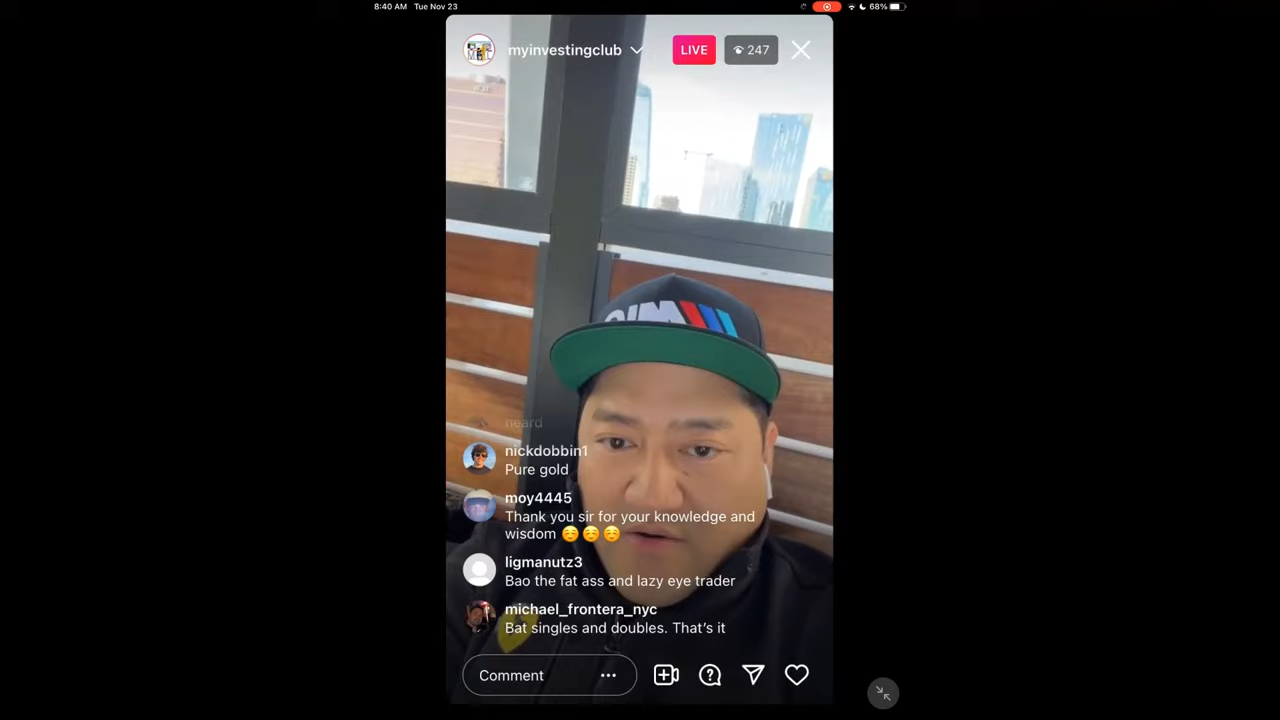 8:40 AM Tue Nov 23
68%
myinvestingclub
LIVE
247
heard
nickdobbin1
Pure gold
moy4445
Thank you sir for your knowledge and
wisdom ☺️☺️☺️
ligmanutz3
Bao the fat ass and lazy eye trader
michael_frontera_nyc
Bat singles and doubles. That’s it
Comment